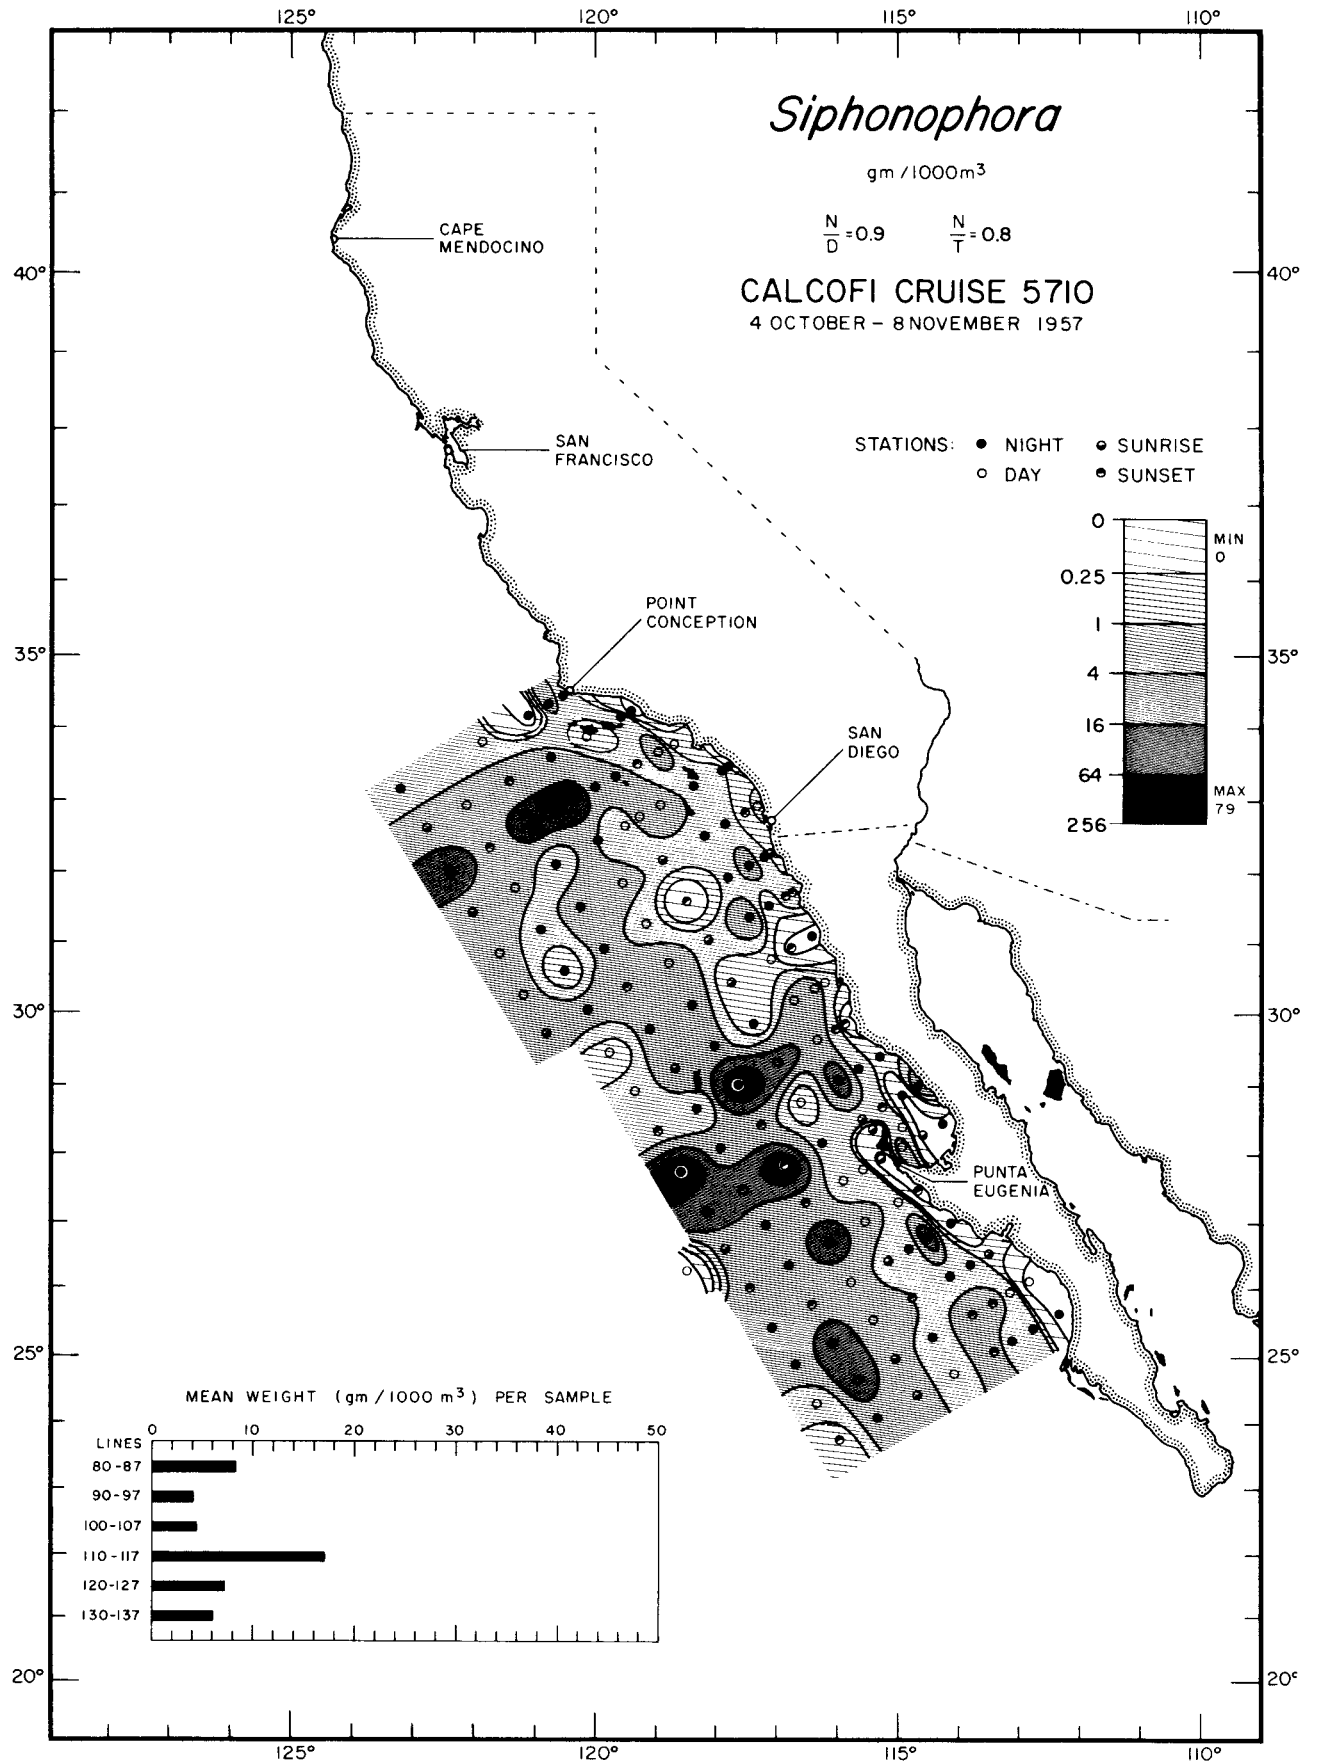 125° 120° 115° 110°
Siphonophora
gm/1000m³
N/D = 0.9 N/T = 0.8
CALCOFI CRUISE 5710
4 OCTOBER – 8 NOVEMBER 1957
CAPE
MENDOCINO
40° 40°
SAN
FRANCISCO
STATIONS: ● NIGHT SUNRISE
○ DAY SUNSET
0
MIN
0
0.25
1
4
16
64
MAX
79
256
POINT
CONCEPTION
35° 35°
SAN
DIEGO
30° 30°
PUNTA
EUGENIA
25° 25°
MEAN WEIGHT (gm/1000 m³) PER SAMPLE
0 10 20 30 40 50
LINES
80-87
90-97
100-107
110-117
120-127
130-137
20° 20°
125° 120° 115° 110°